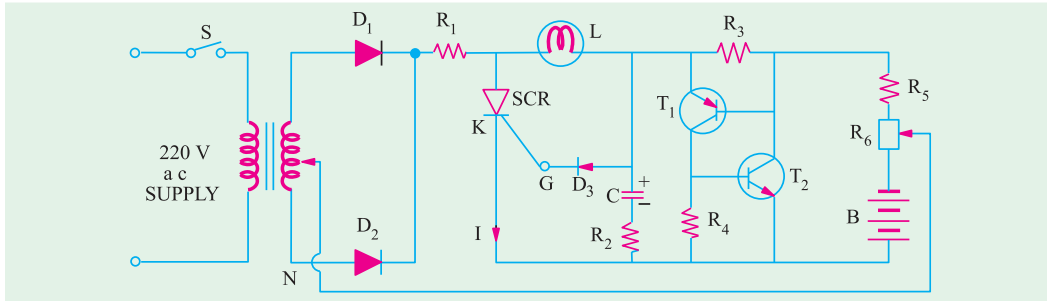 S
D1
R1
L
R3
SCR
K
T1
R5
R6
220 V
a c
SUPPLY
G
D3
C
+
−
T2
D2
I
R2
R4
B
N